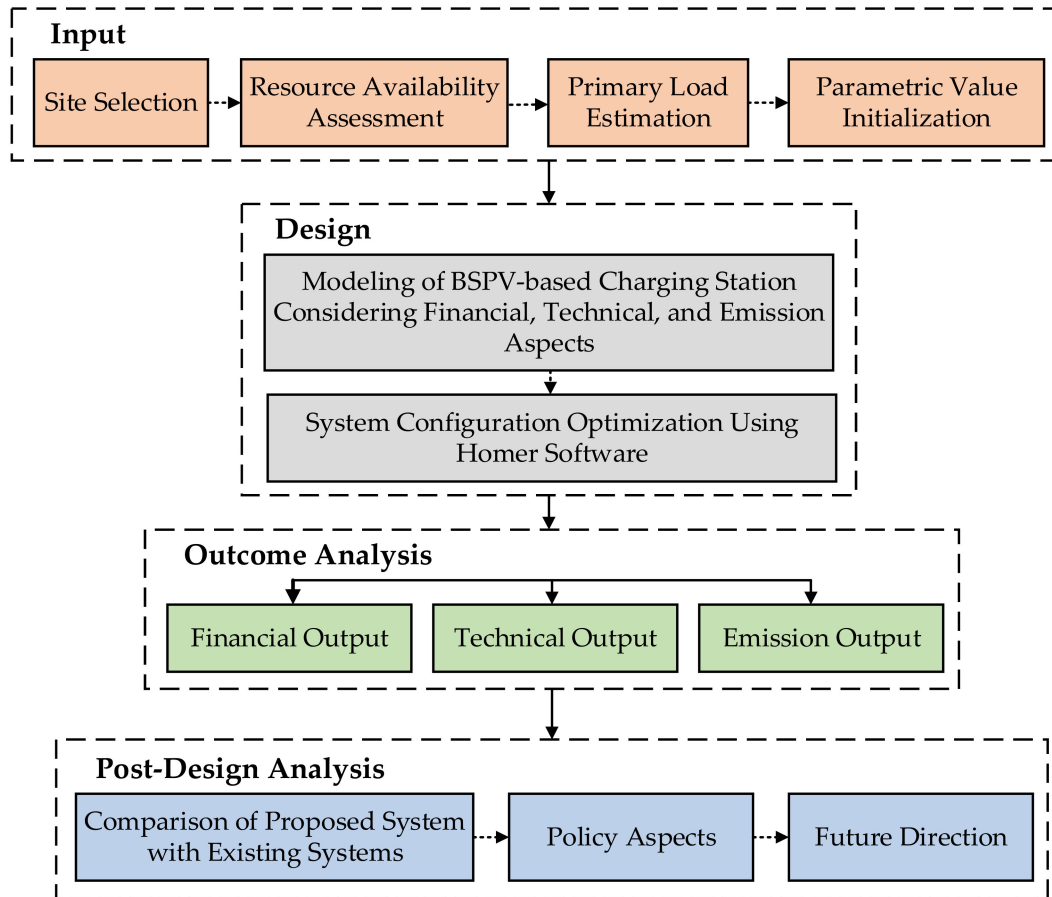 Input
Site Selection
Resource Availability
Assessment
Primary Load
Estimation
Parametric Value
Initialization
Design
Modeling of BSPV-based Charging Station
Considering Financial, Technical, and Emission
Aspects
System Configuration Optimization Using
Homer Software
Outcome Analysis
Financial Output
Technical Output
Emission Output
Post-Design Analysis
Comparison of Proposed System
with Existing Systems
Policy Aspects
Future Direction